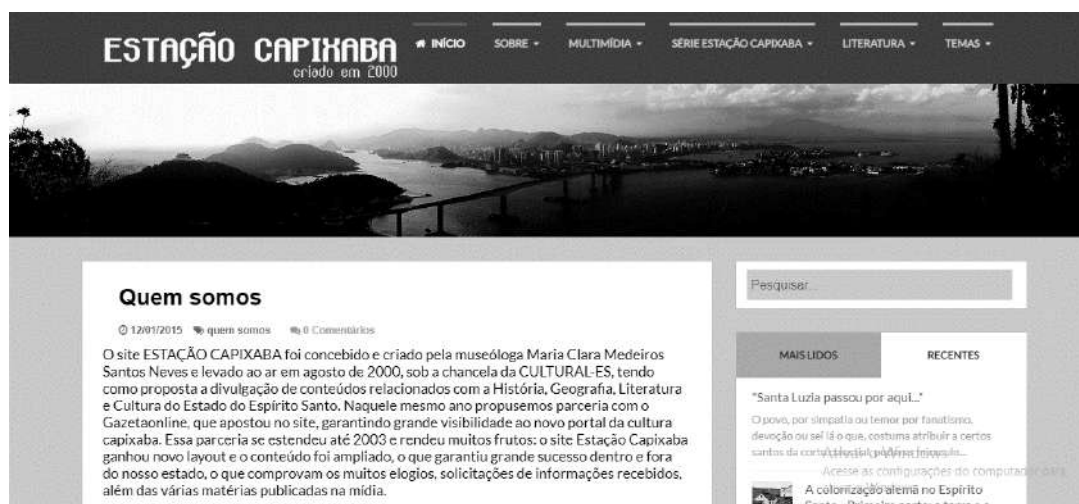 ESTAÇÃO CAPIXABA
criado em 2000
INÍCIO
SOBRE
MULTIMÍDIA
SÉRIE ESTAÇÃO CAPIXABA
LITERATURA
TEMAS
Quem somos
12/01/2015 quem somos 0 Comentários
O site ESTAÇÃO CAPIXABA foi concebido e criado pela museóloga Maria Clara Medeiros
Santos Neves e levado ao ar em agosto de 2000, sob a chancela da CULTURAL-ES, tendo
como proposta a divulgação de conteúdos relacionados com a História, Geografia, Literatura
e Cultura do Estado do Espírito Santo. Naquele mesmo ano propusemos parceria com o
Gazetaonline, que apostou no site, garantindo grande visibilidade ao novo portal da cultura
capixaba. Essa parceria se estendeu até 2003 e rendeu muitos frutos: o site Estação Capixaba
ganhou novo layout e o conteúdo foi ampliado, o que garantiu grande sucesso dentro e fora
do nosso estado, o que comprovam os muitos elogios, solicitações de informações recebidos,
além das várias matérias publicadas na mídia.
Pesquisar...
MAIS LIDOS
RECENTES
"Santa Luzia passou por aqui..."
O povo, por simpatia ou temor por fanatismo,
devoção ou sei lá o que, costuma atribuir a certos
santos da corte
Acesse as configurações do computador para
A colonização alemã no Espírito